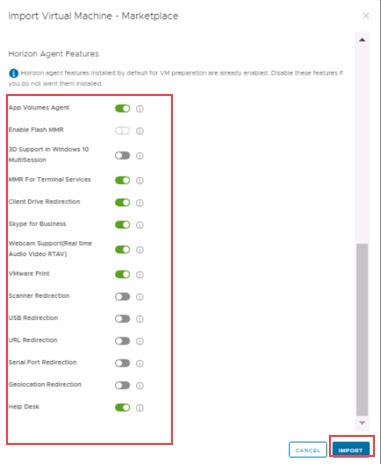 Import Virtual Machine - Marketplace
Horizon Agent Features
Horizon Agent features installed by default for VM preparation are already enabled. Disable these features if
you do not want them installed.
App Volumes Agent
Enable Flash MMR
3D Support in Windows 10
MultiSession
MMR For Terminal Services
Client Drive Redirection
Skype for Business
Webcam Support(Real time
Audio Video RTAV)
VMware Print
Scanner Redirection
USB Redirection
URL Redirection
Serial Port Redirection
Geolocation Redirection
Help Desk
CANCEL
IMPORT